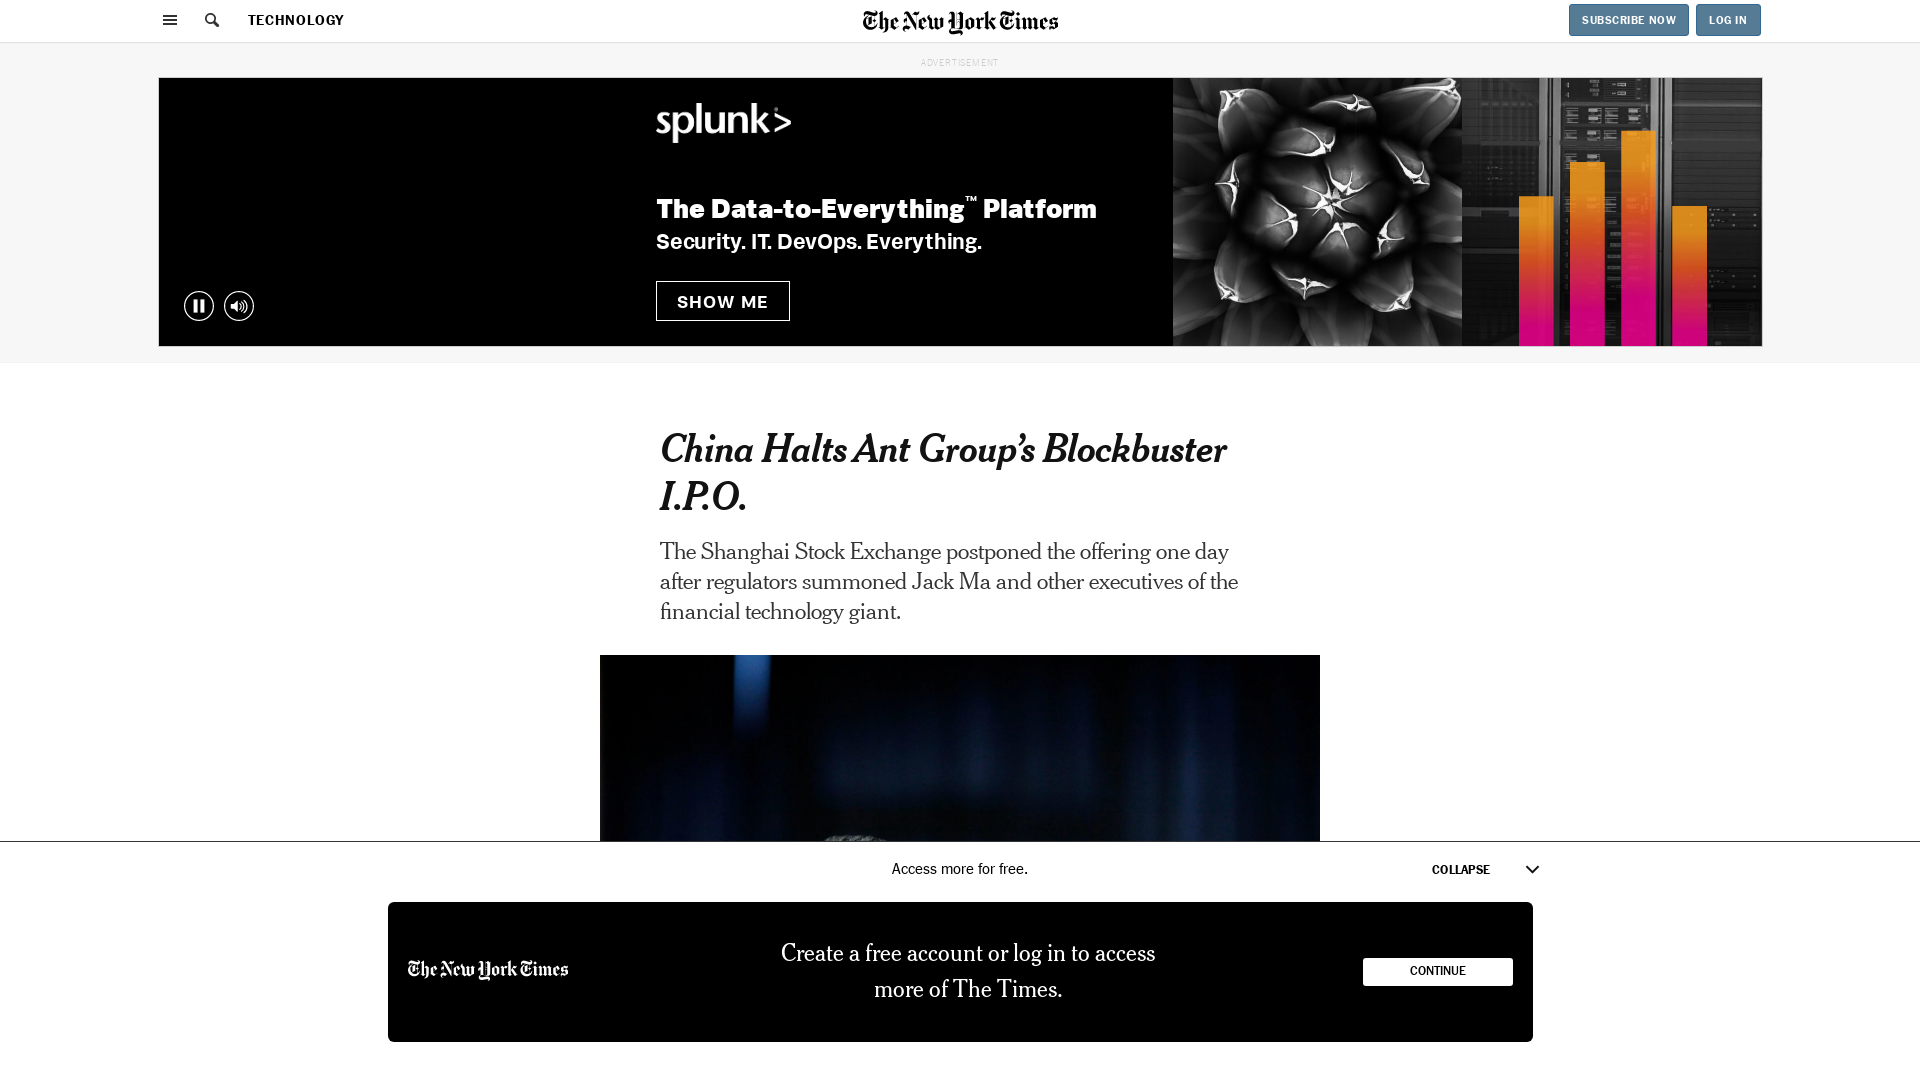 TECHNOLOGY
The New York Times
SUBSCRIBE NOW
LOG IN
ADVERTISEMENT
splunk>
The Data-to-Everything™ Platform
Security. IT. DevOps. Everything.
SHOW ME
China Halts Ant Group’s Blockbuster
I.P.O.
The Shanghai Stock Exchange postponed the offering one day
after regulators summoned Jack Ma and other executives of the
financial technology giant.
Access more for free.
COLLAPSE
The New York Times
Create a free account or log in to access
more of The Times.
CONTINUE